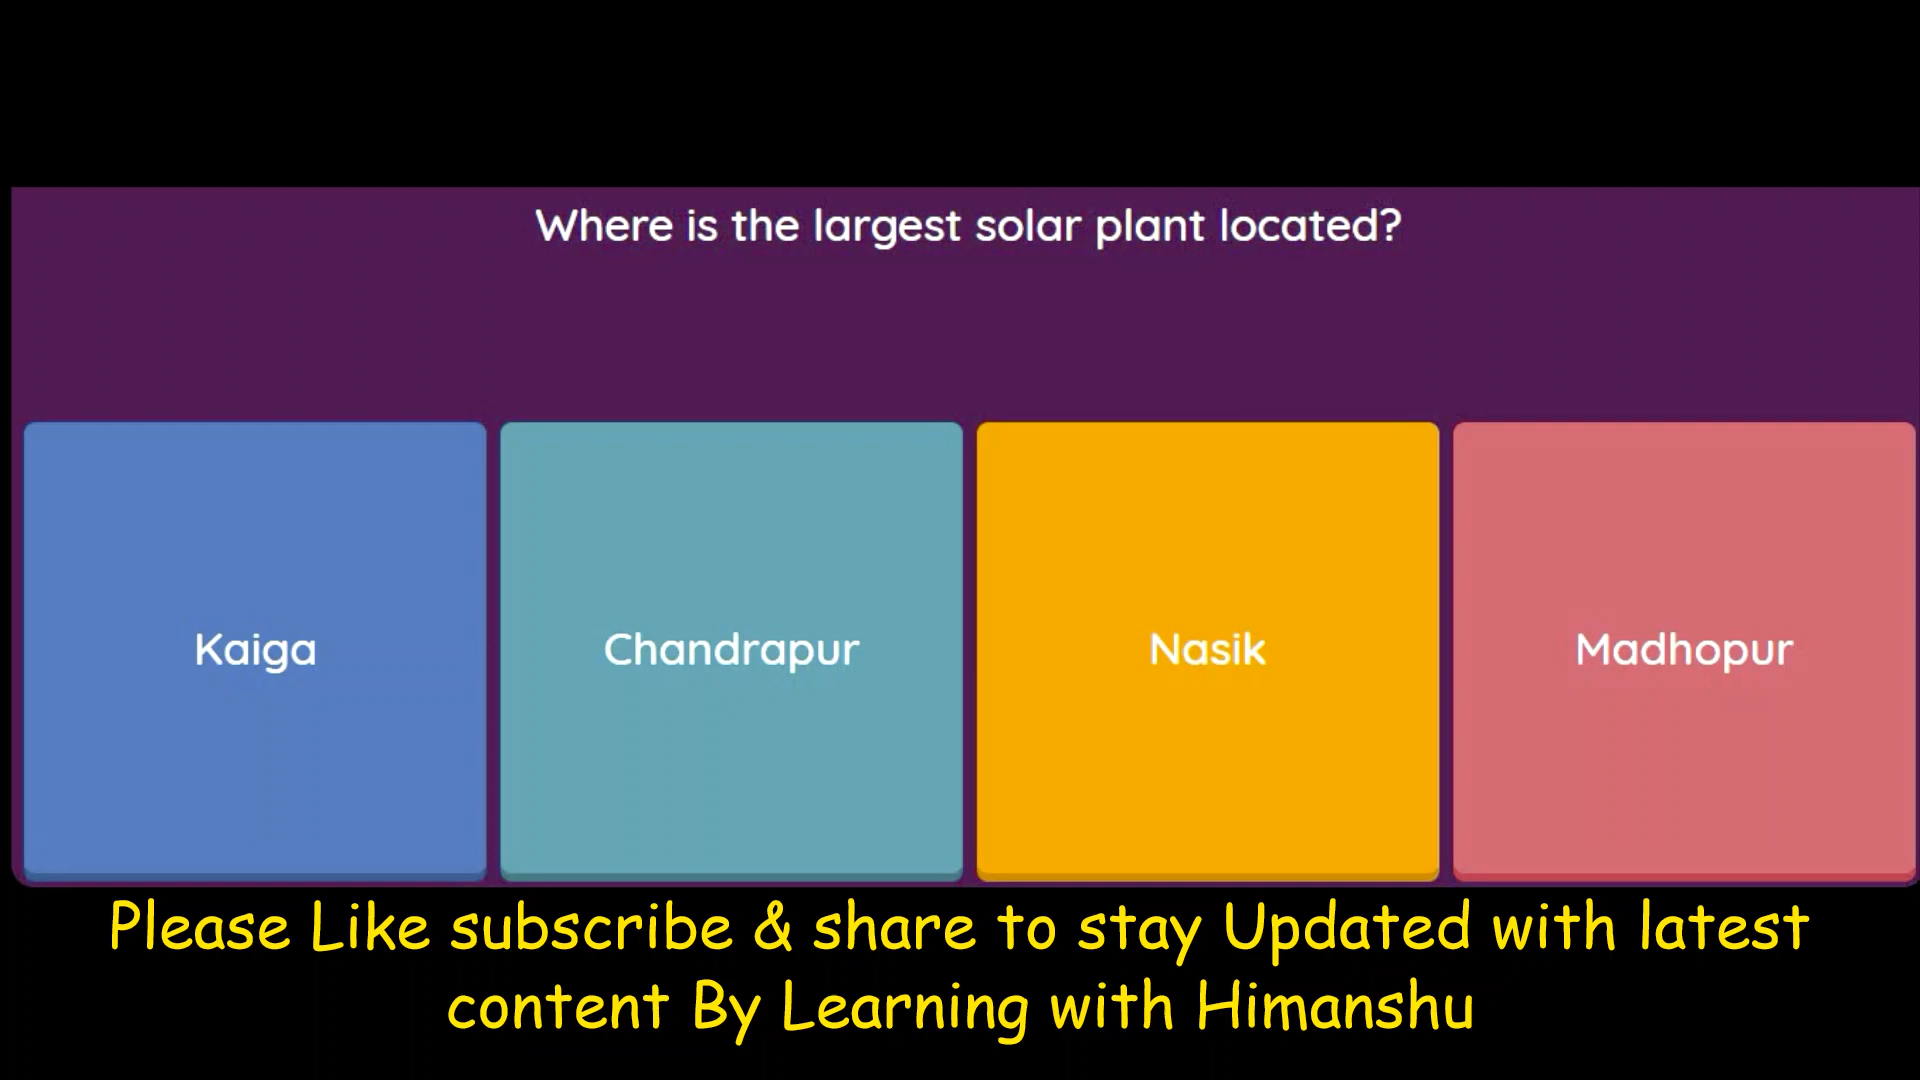 Where is the largest solar plant located?
Kaiga
Chandrapur
Nasik
Madhopur
Please Like subscribe & share to stay Updated with latest
content By Learning with Himanshu